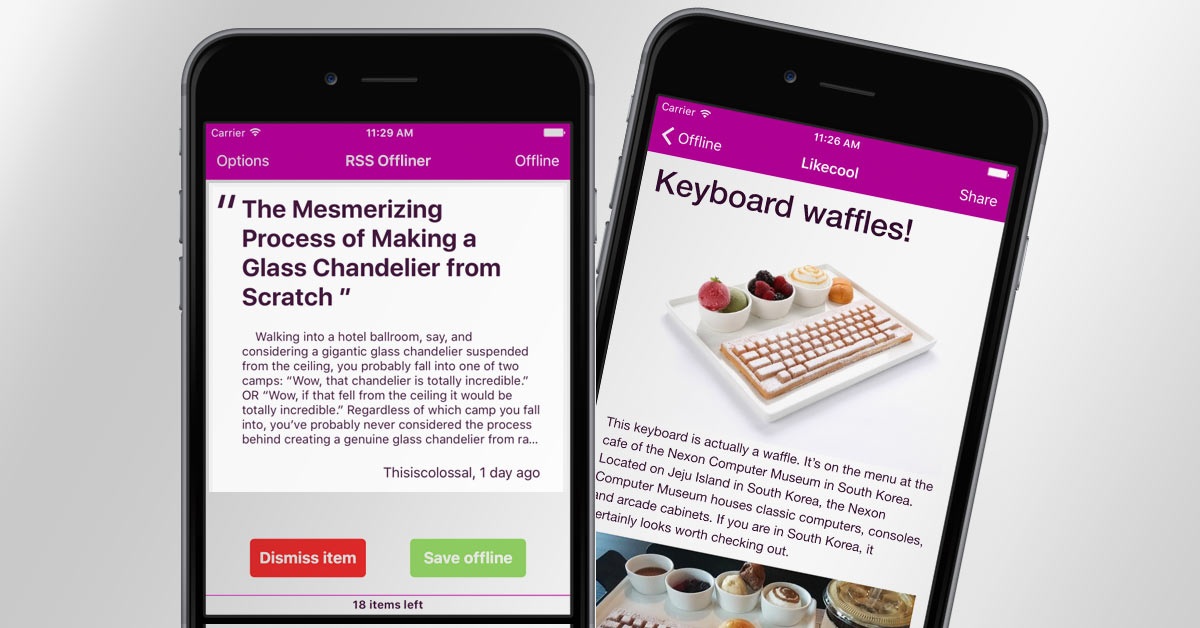 Carrier
11:29 AM
Options
RSS Offliner
Offline
" The Mesmerizing
Process of Making a
Glass Chandelier from
Scratch "
Walking into a hotel ballroom, say, and
considering a gigantic glass chandelier suspended
from the ceiling, you probably fall into one of two
camps: “Wow, that chandelier is totally incredible.”
OR “Wow, if that fell from the ceiling it would be
totally incredible.” Regardless of which camp you fall
into, you’ve probably never considered the process
behind creating a genuine glass chandelier from ra...
Thisiscolossal, 1 day ago
Dismiss item
Save offline
18 items left
Carrier
11:26 AM
Offline
Likecool
Share
Keyboard waffles!
This keyboard is actually a waffle. It’s on the menu at the
cafe of the Nexon Computer Museum in South Korea.
Located on Jeju Island in South Korea, the Nexon
Computer Museum houses classic computers, consoles,
and arcade cabinets. If you are in South Korea, it
ertainly looks worth checking out.